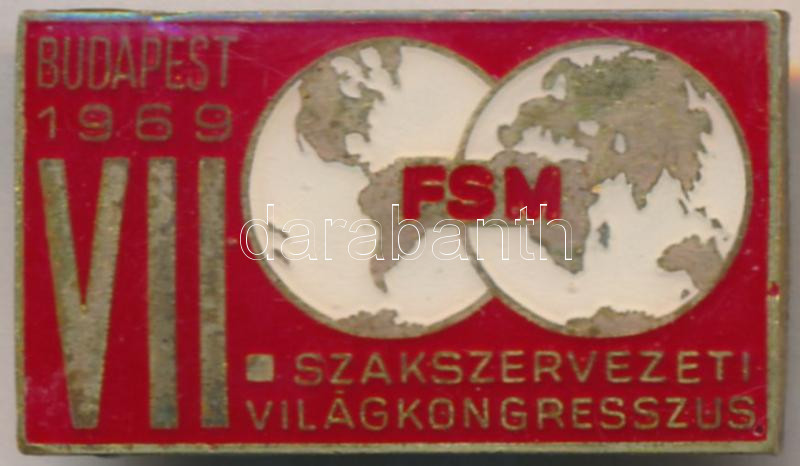 BUDAPEST
1969
VII
FSM
darabanth
SZAKSZERVEZETI
VILÁGKONGRESSZUS